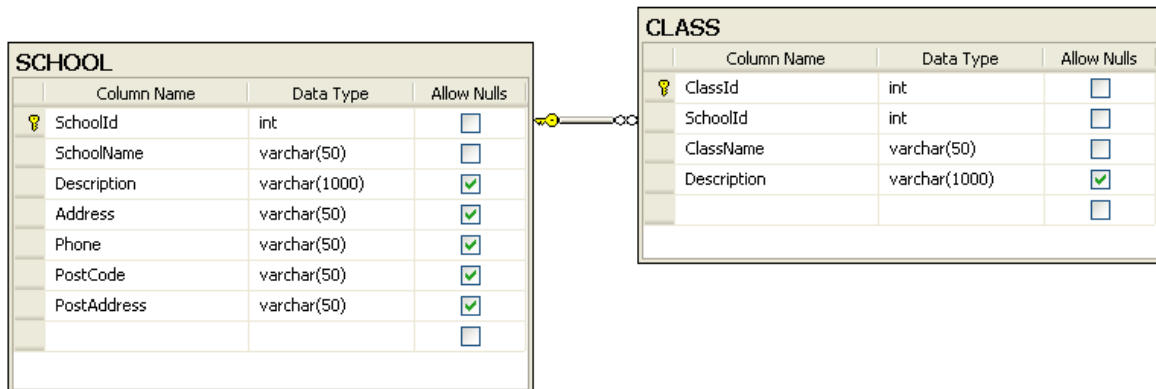 SCHOOL
Column Name Data Type Allow Nulls
SchoolId int
SchoolName varchar(50)
Description varchar(1000)
Address varchar(50)
Phone varchar(50)
PostCode varchar(50)
PostAddress varchar(50)
CLASS
Column Name Data Type Allow Nulls
ClassId int
SchoolId int
ClassName varchar(50)
Description varchar(1000)